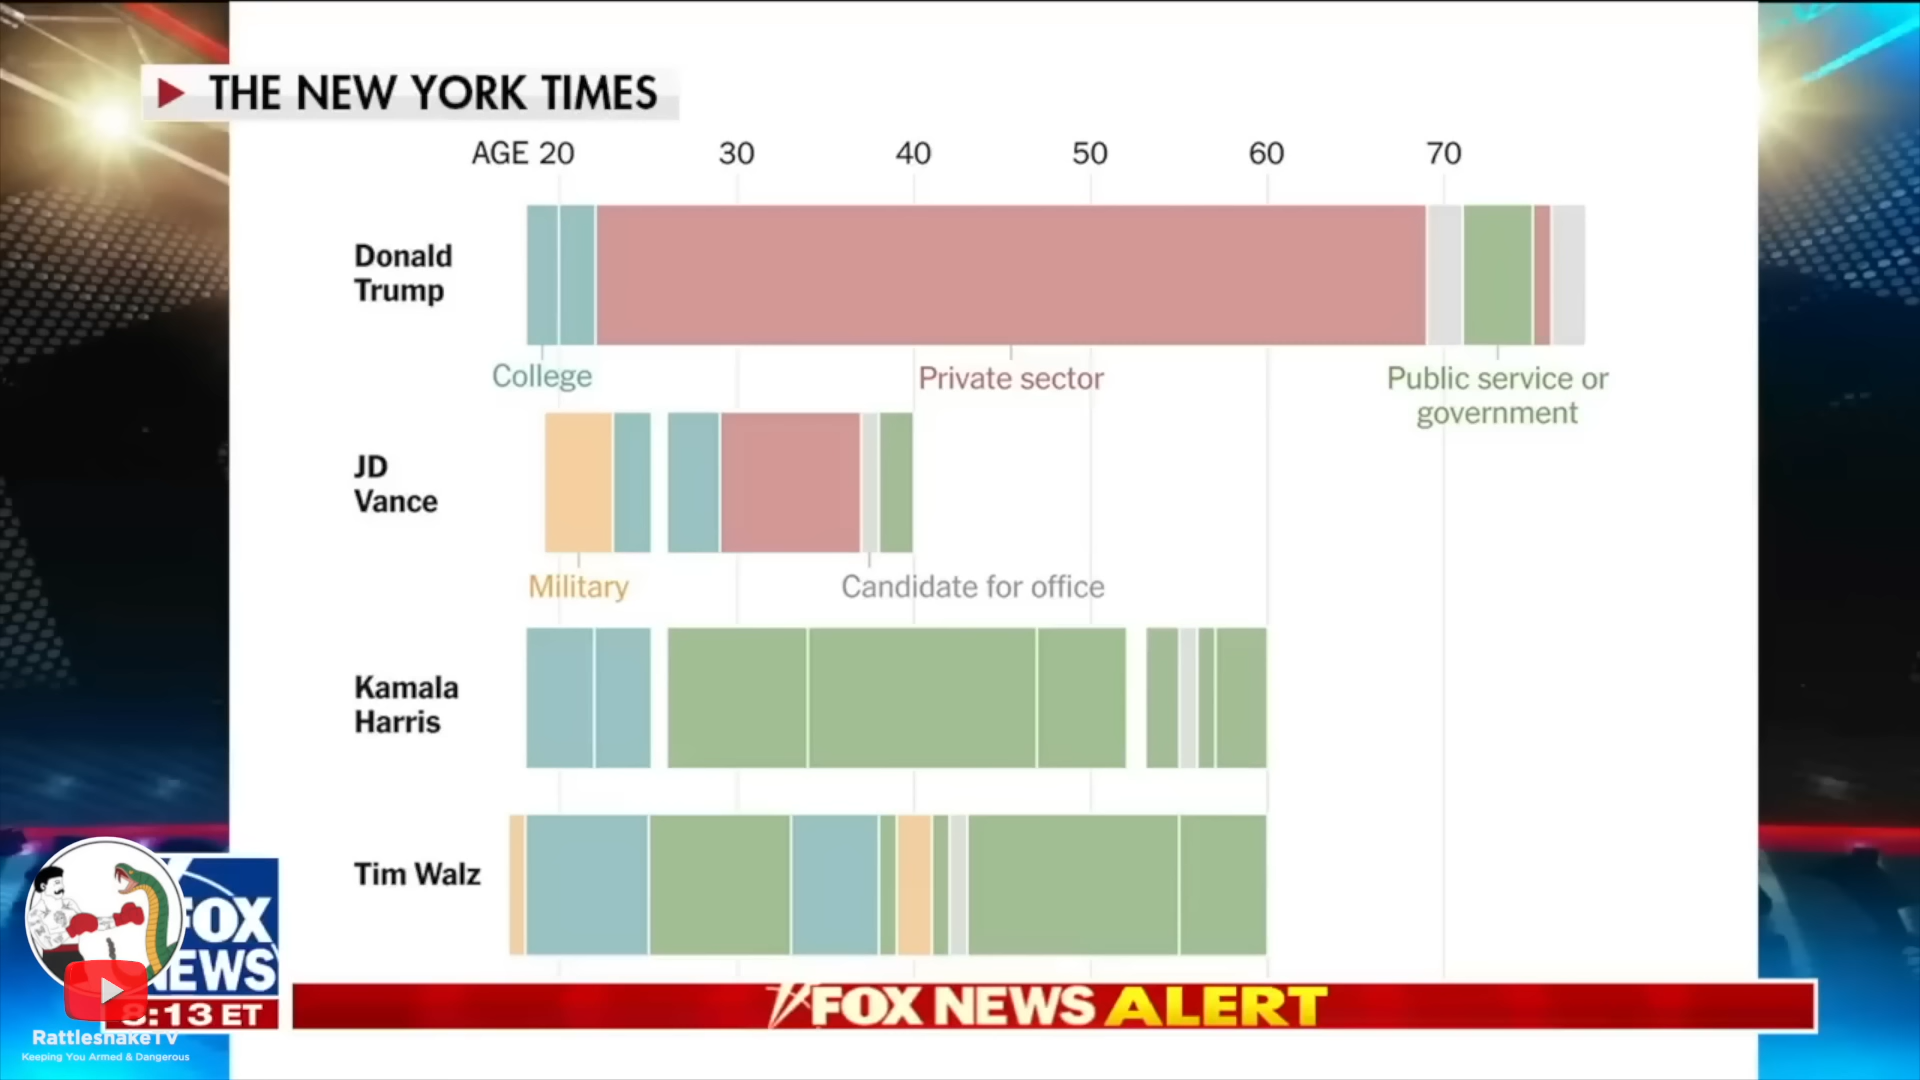 THE NEW YORK TIMES
AGE 20 30 40 50 60 70
Donald
Trump
College
Private sector
Public service or
government
JD
Vance
Military
Candidate for office
Kamala
Harris
Tim Walz
FOX
NEWS
8:13 ET
FOX NEWS ALERT
RattlesnakeTV
Keeping You Armed & Dangerous